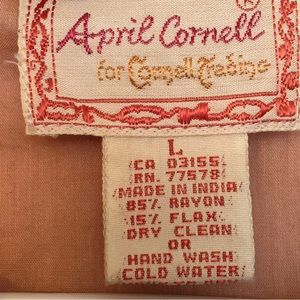 ®
April Cornell
for Cornell Trading
L
CA 03155
RN. 77578
MADE IN INDIA
85% RAYON
15% FLAX
DRY CLEAN
OR
HAND WASH
COLD WATER